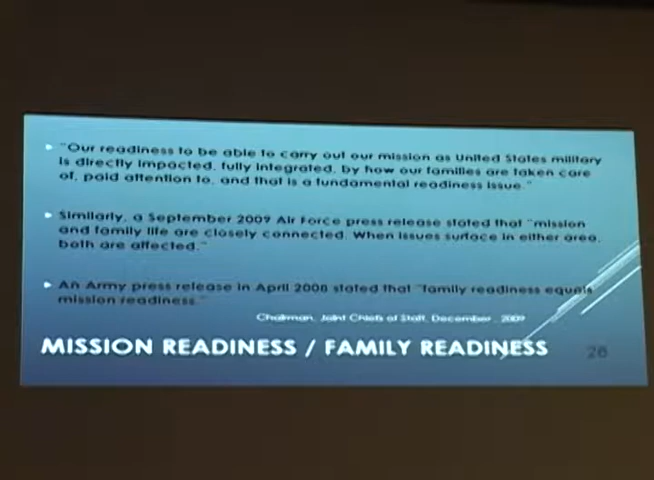 • "Our readiness to be able to carry out our mission as United States military
is directly impacted, fully integrated, by how our families are taken care
of, paid attention to, and that is a fundamental readiness issue."
• Similarly, a September 2009 Air Force press release stated that "mission
and family life are closely connected. When issues surface in either area,
both are affected."
• An Army press release in April 2008 stated that "family readiness equals
mission readiness."
Chairman, Joint Chiefs of Staff, December , 2009
MISSION READINESS / FAMILY READINESS
26